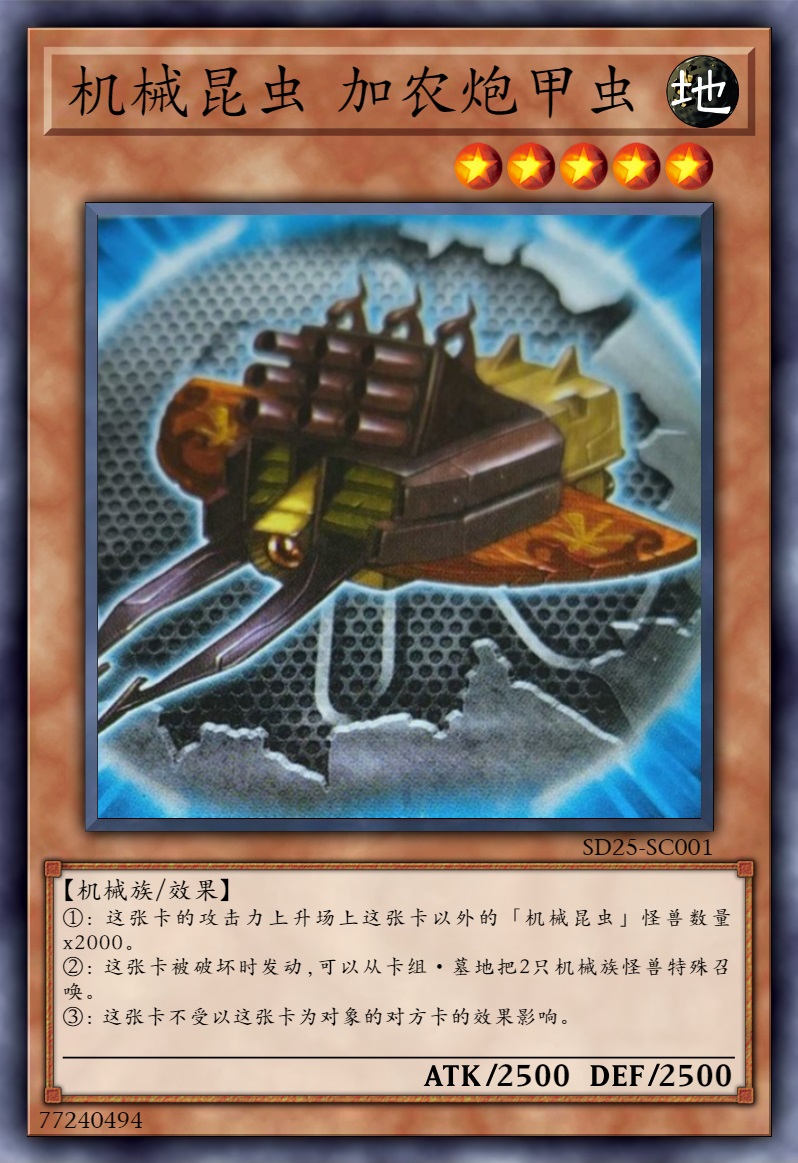 机械昆虫 加农炮甲虫 地
SD25-SC001
【机械族/效果】
①: 这张卡的攻击力上升场上这张卡以外的「机械昆虫」怪兽数量
x2000。
②: 这张卡被破坏时发动,可以从卡组·墓地把2只机械族怪兽特殊召
唤。
③: 这张卡不受以这张卡为对象的对方卡的效果影响。
ATK/2500 DEF/2500
77240494